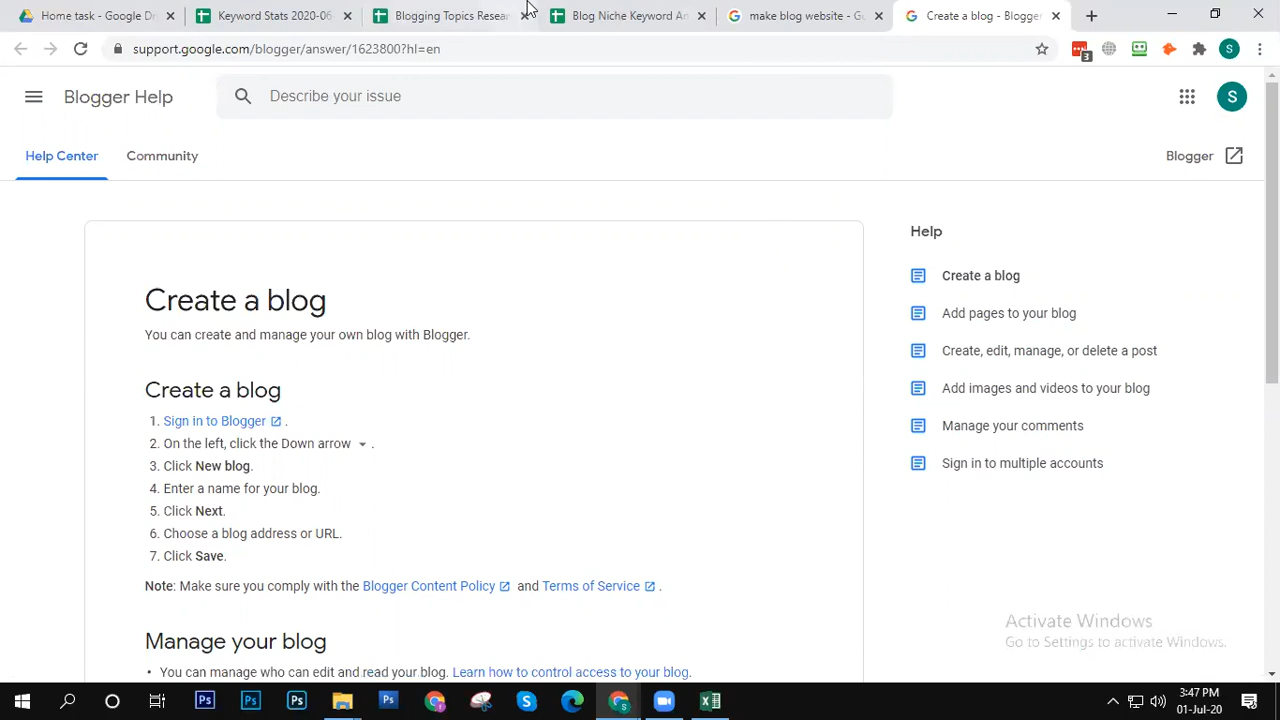 Home task - Google D
Keyword Stats 2020-06
Blogging Topics Resear
Blog Niche Keyword An
make blog website - Go
Create a blog - Blogger
support.google.com/blogger/answer/1623800?hl=en
3
S
Blogger Help
Describe your issue
S
Help Center
Community
Blogger
Create a blog
You can create and manage your own blog with Blogger.
Create a blog
1. Sign in to Blogger .
2. On the left, click the Down arrow .
3. Click New blog.
4. Enter a name for your blog.
5. Click Next.
6. Choose a blog address or URL.
7. Click Save.
Note: Make sure you comply with the Blogger Content Policy and Terms of Service .
Manage your blog
• You can manage who can edit and read your blog. Learn how to control access to your blog.
Help
Create a blog
Add pages to your blog
Create, edit, manage, or delete a post
Add images and videos to your blog
Manage your comments
Sign in to multiple accounts
Activate Windows
Go to Settings to activate Windows.
Ps
Ps
Ps
Ps
3:47 PM
01-Jul-20